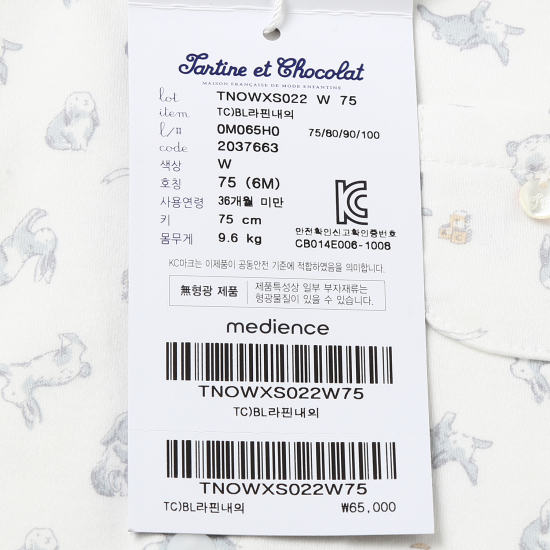 Tartine et Chocolat
MAISON FRANÇAISE DE MODE ENFANTINE
lot TNOWXS022 W 75
item TC)BL라핀내의
l/n 0M065H0 75/80/90/100
code 2037663
색상 W
호칭 75 (6M)
사용연령 36개월 미만
키 75 cm
몸무게 9.6 kg
안전확인신고확인증번호
CB014E006-1008
KC마크는 이제품이 공동안전 기준에 적합하였음을 의미합니다.
無형광 제품
제품특성상 일부 부자재류는
형광물질이 있을 수 있습니다.
medience
TNOWXS022W75
TC)BL라핀내의
TNOWXS022W75
TC)BL라핀내의 ₩65,000